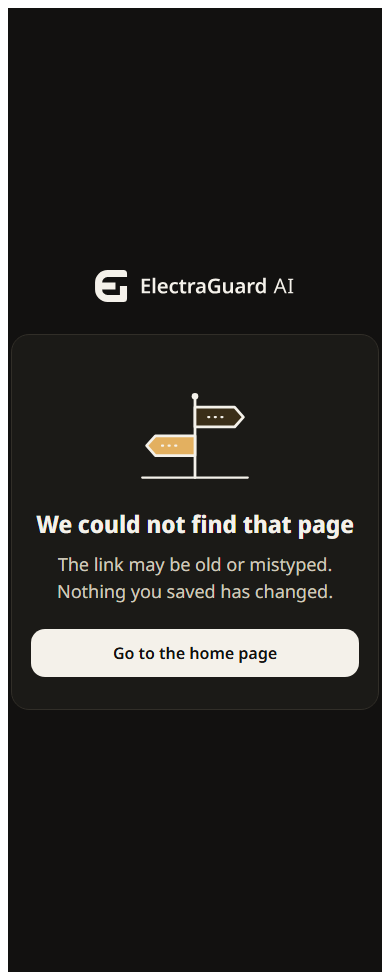 ElectraGuard AI
We could not find that page
The link may be old or mistyped.
Nothing you saved has changed.
Go to the home page